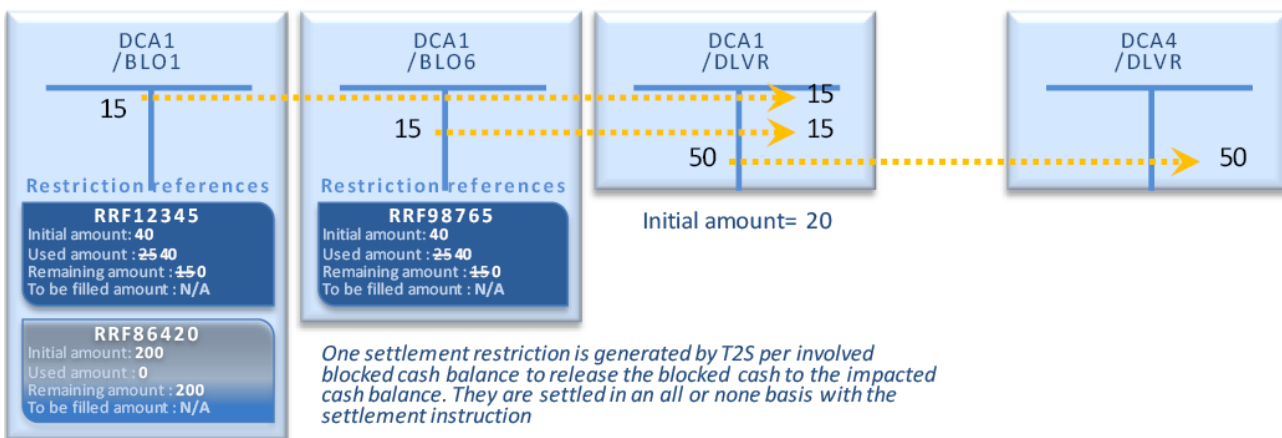 DCA1
/BLO1
15
Restriction references
RRF12345
Initial amount: 40
Used amount : 25 40
Remaining amount : 15 0
To be filled amount : N/A
RRF86420
Initial amount: 200
Used amount : 0
Remaining amount : 200
To be filled amount : N/A
DCA1
/BLO6
15
Restriction references
RRF98765
Initial amount: 40
Used amount : 25 40
Remaining amount : 15 0
To be filled amount : N/A
DCA1
/DLVR
15
15
50
Initial amount= 20
DCA4
/DLVR
50
One settlement restriction is generated by T2S per involved
blocked cash balance to release the blocked cash to the impacted
cash balance. They are settled in an all or none basis with the
settlement instruction